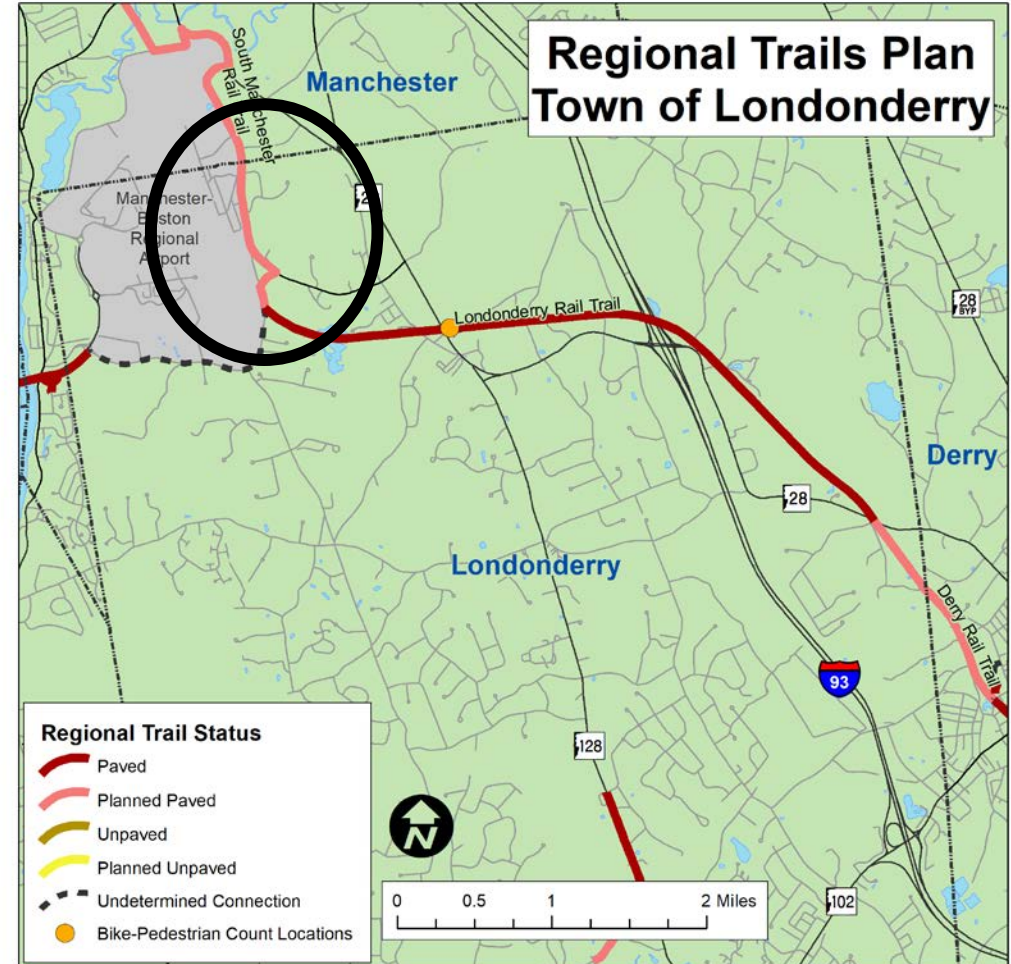 Regional Trails Plan
Town of Londonderry
South Manchester
Rail Trail
Manchester
Manchester-
Boston
Regional
Airport
Londonderry Rail Trail
28
BYP
Derry
28
Londonderry
Derry Rail Trail
93
128
102
Regional Trail Status
Paved
Planned Paved
Unpaved
Planned Unpaved
Undetermined Connection
Bike-Pedestrian Count Locations
N
0 0.5 1 2 Miles